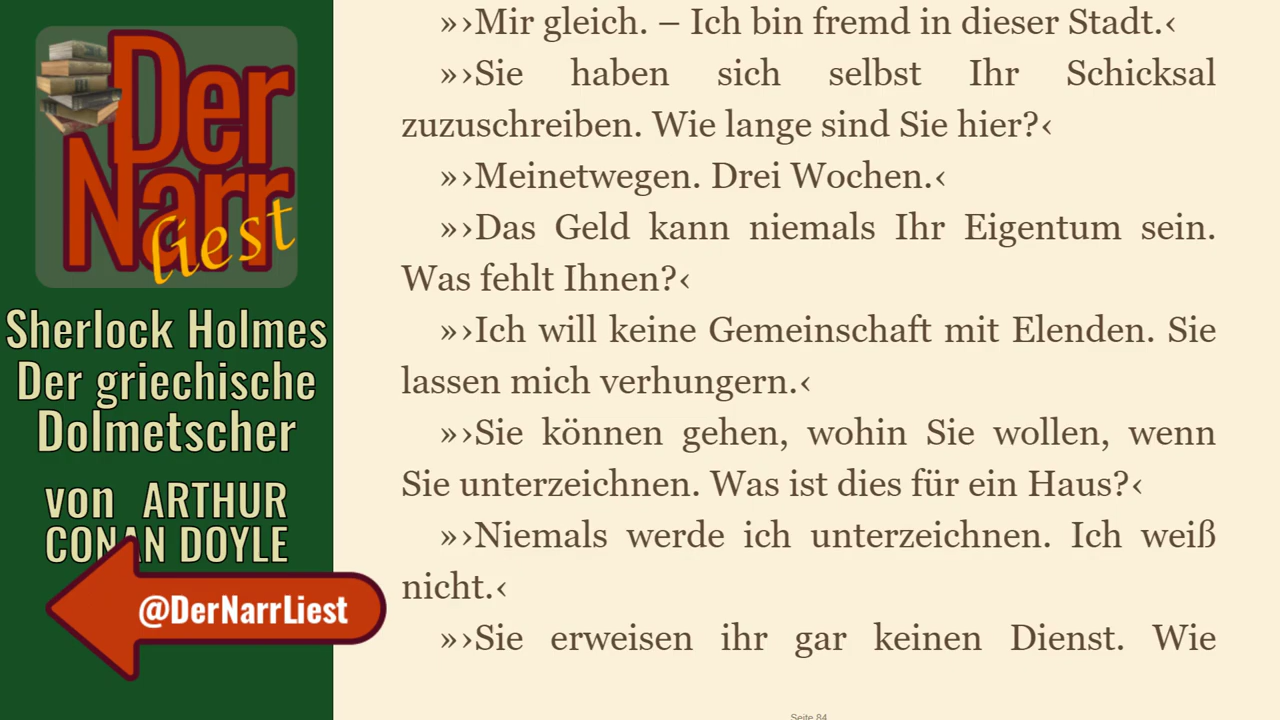 Der
Narr
liest
Sherlock Holmes
Der griechische
Dolmetscher
von ARTHUR
CONAN DOYLE
@DerNarrLiest
»›Mir gleich. – Ich bin fremd in dieser Stadt.‹
»›Sie haben sich selbst Ihr Schicksal
zuzuschreiben. Wie lange sind Sie hier?‹
»›Meinetwegen. Drei Wochen.‹
»›Das Geld kann niemals Ihr Eigentum sein.
Was fehlt Ihnen?‹
»›Ich will keine Gemeinschaft mit Elenden. Sie
lassen mich verhungern.‹
»›Sie können gehen, wohin Sie wollen, wenn
Sie unterzeichnen. Was ist dies für ein Haus?‹
»›Niemals werde ich unterzeichnen. Ich weiß
nicht.‹
»›Sie erweisen ihr gar keinen Dienst. Wie
Seite 84